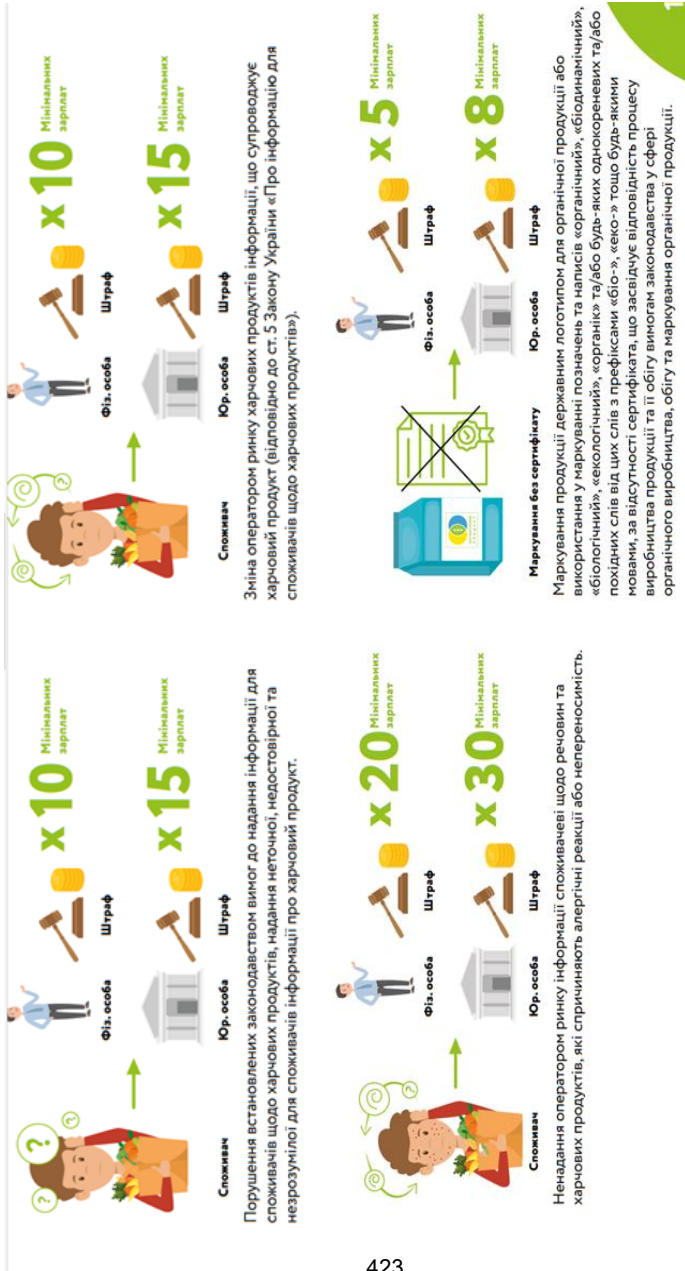 ?
?
?
Споживач
Фіз. особа
Штраф
x 10 Мінімальних
зарплат
Юр. особа
Штраф
x 15 Мінімальних
зарплат
Порушення встановлених законодавством вимог до надання інформації для
споживачів щодо харчових продуктів, надання неточної, недостовірної та
незрозумілої для споживачів інформації про харчовий продукт.
?
Споживач
Фіз. особа
Штраф
x 10 Мінімальних
зарплат
Юр. особа
Штраф
x 15 Мінімальних
зарплат
Зміна оператором ринку харчових продуктів інформації, що супроводжує
харчовий продукт (відповідно до ст. 5 Закону України «Про інформацію для
споживачів щодо харчових продуктів»).
Споживач
Фіз. особа
Штраф
x 20 Мінімальних
зарплат
Юр. особа
Штраф
x 30 Мінімальних
зарплат
Ненадання оператором ринку інформації споживачеві щодо речовин та
харчових продуктів, які спричиняють алергічні реакції або непереносимість.
Маркування без сертифікату
Фіз. особа
Штраф
x 5 Мінімальних
зарплат
Юр. особа
Штраф
x 8 Мінімальних
зарплат
Маркування продукції державним логотипом для органічної продукції або
використання у маркуванні позначень та написів «органічний», «біодинамічний»,
«біологічний», «екологічний», «органік» та/або будь-яких однокореневих та/або
похідних слів від цих слів з префіксами «біо-», «еко-» тощо будь-якими
мовами, за відсутності сертифіката, що засвідчує відповідність процесу
виробництва продукції та її обігу вимогам законодавства у сфері
органічного виробництва, обігу та маркування органічної продукції.
423